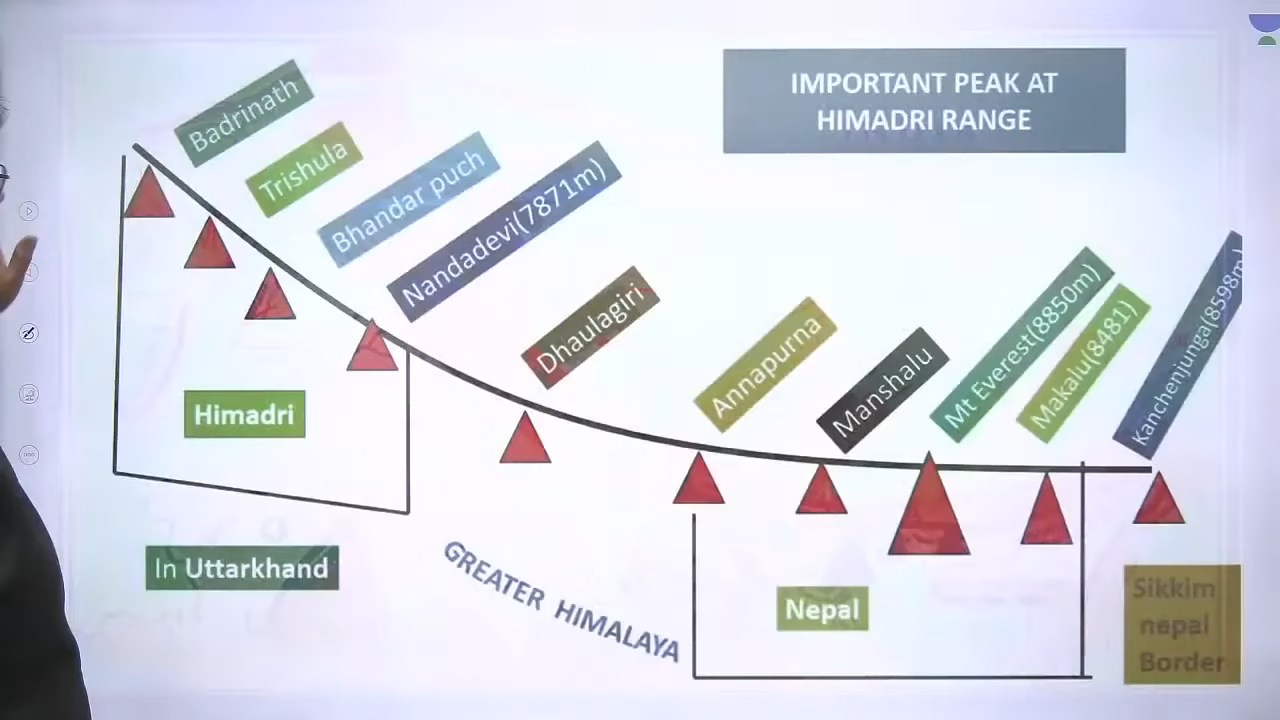 IMPORTANT PEAK AT
HIMADRI RANGE
Badrinath
Trishula
Bhandar puch
Nandadevi(7871m)
Dhaulagiri
Annapurna
Manshalu
Mt Everest(8850m)
Makalu(8481)
Kanchenjunga(8598m)
Himadri
In Uttarkhand
GREATER HIMALAYA
Nepal
Sikkim
nepal
Border